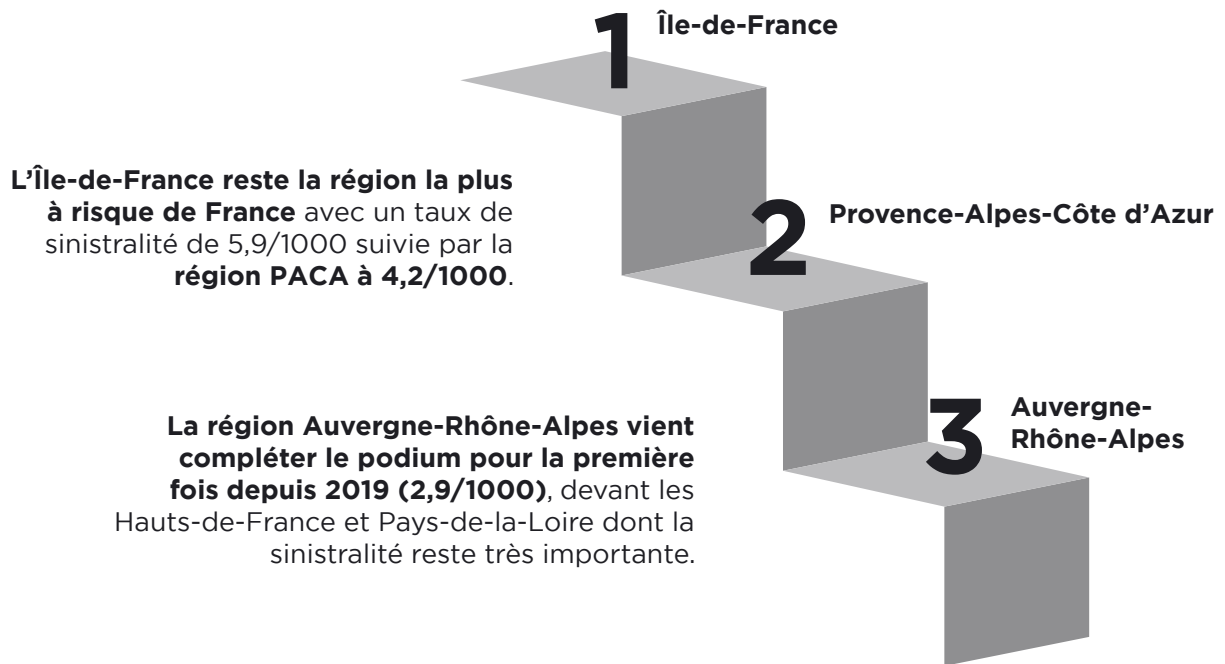 1
Île-de-France
L’Île-de-France reste la région la plus
à risque de France avec un taux de
sinistralité de 5,9/1000 suivie par la
région PACA à 4,2/1000.
2
Provence-Alpes-Côte d’Azur
3
Auvergne-
Rhône-Alpes
La région Auvergne-Rhône-Alpes vient
compléter le podium pour la première
fois depuis 2019 (2,9/1000), devant les
Hauts-de-France et Pays-de-la-Loire dont la
sinistralité reste très importante.